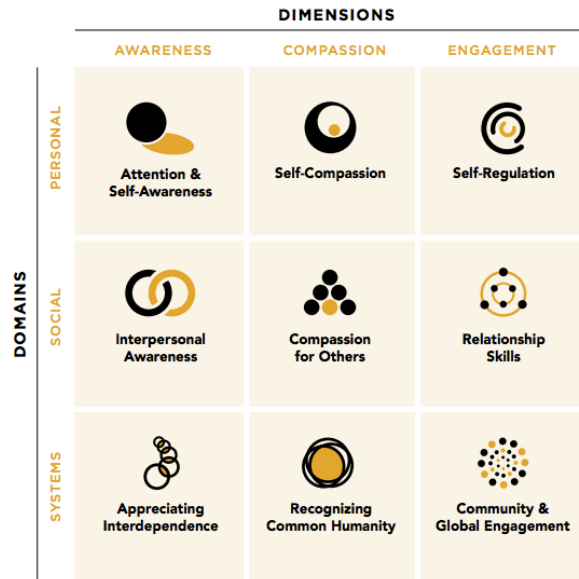 DIMENSIONS
AWARENESS
COMPASSION
ENGAGEMENT
DOMAINS
PERSONAL
Attention &
Self-Awareness
Self-Compassion
Self-Regulation
SOCIAL
Interpersonal
Awareness
Compassion
for Others
Relationship
Skills
SYSTEMS
Appreciating
Interdependence
Recognizing
Common Humanity
Community &
Global Engagement